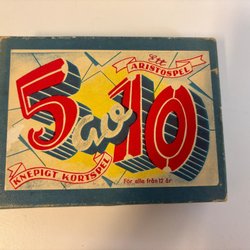 Ett
ARISTOSPEL
5 av 10
KNEPIGT KORTSPEL
För alla från 12 år